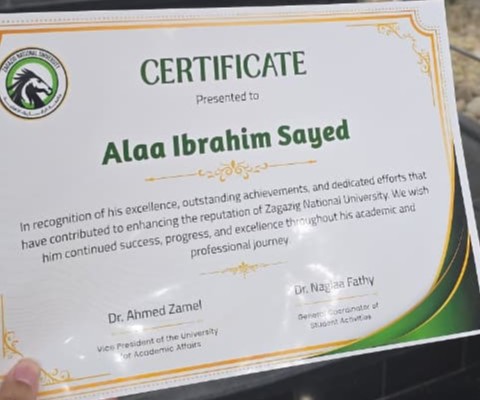 ZAGAZIG NATIONAL UNIVERSITY
CERTIFICATE
Presented to
Alaa Ibrahim Sayed
In recognition of his excellence, outstanding achievements, and dedicated efforts that
have contributed to enhancing the reputation of Zagazig National University. We wish
him continued success, progress, and excellence throughout his academic and
professional journey.
Dr. Ahmed Zamel
Vice President of the University
for Academic Affairs
Dr. Naglaa Fathy
General Coordinator of
Student Activities